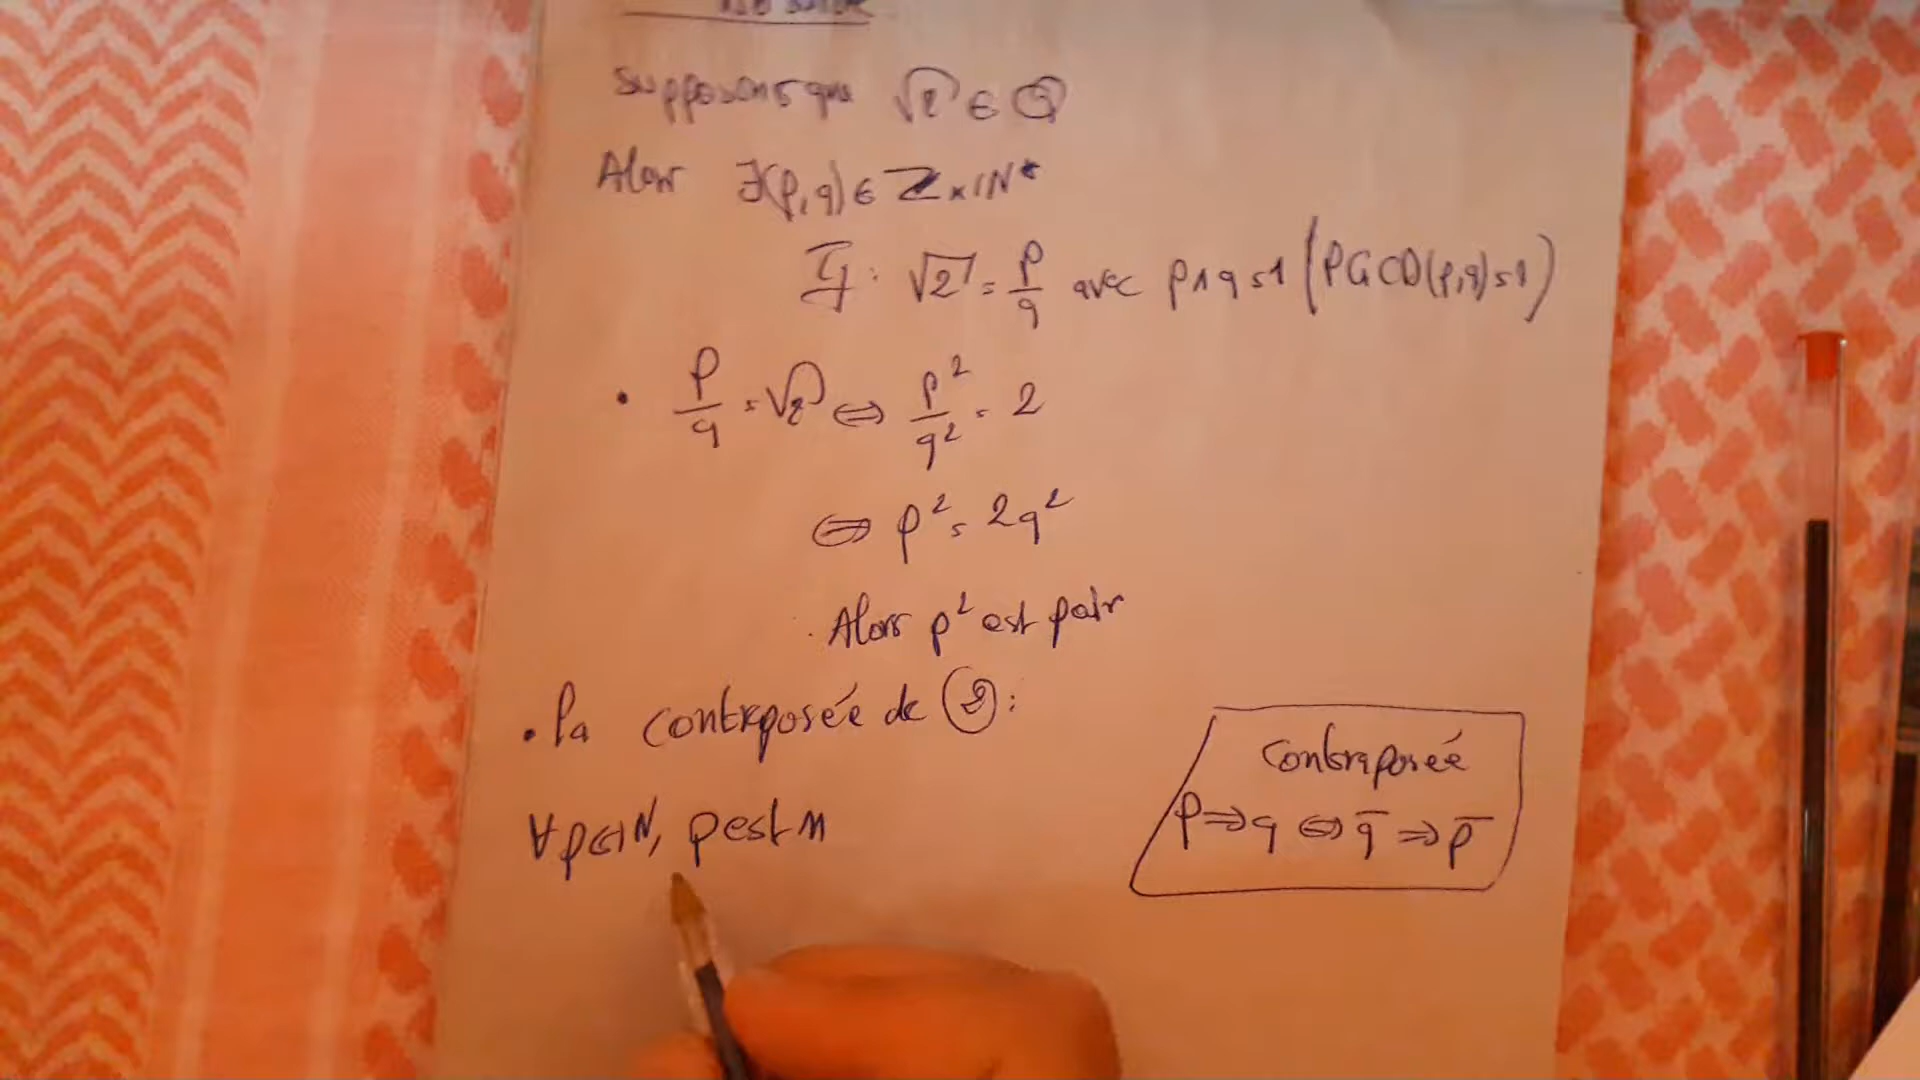 Supposons que √2 ∈ ℚ
Alors ∃(p,q) ∈ ℤ×ℕ*
Tq : √2 = p/q avec p∧q=1 (PGCD(p,q)=1)
• p/q = √2 ⇔ p²/q² = 2
⇔ p² = 2q²
. Alors p² est pair
• la contraposée de ② :
∀p∈ℕ, p est n
Contraposée
p ⇒ q ⇔ q̅ ⇒ p̅